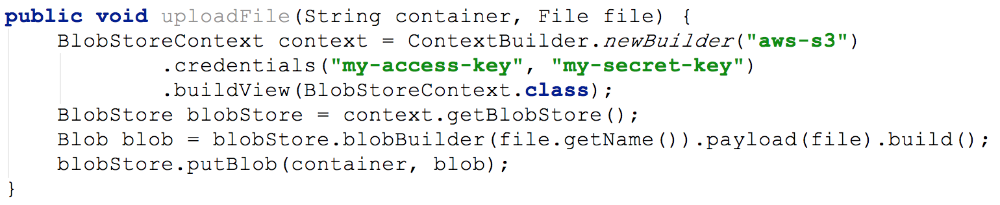 public void uploadFile(String container, File file) {
    BlobStoreContext context = ContextBuilder.newBuilder("aws-s3")
            .credentials("my-access-key", "my-secret-key")
            .buildView(BlobStoreContext.class);
    BlobStore blobStore = context.getBlobStore();
    Blob blob = blobStore.blobBuilder(file.getName()).payload(file).build();
    blobStore.putBlob(container, blob);
}